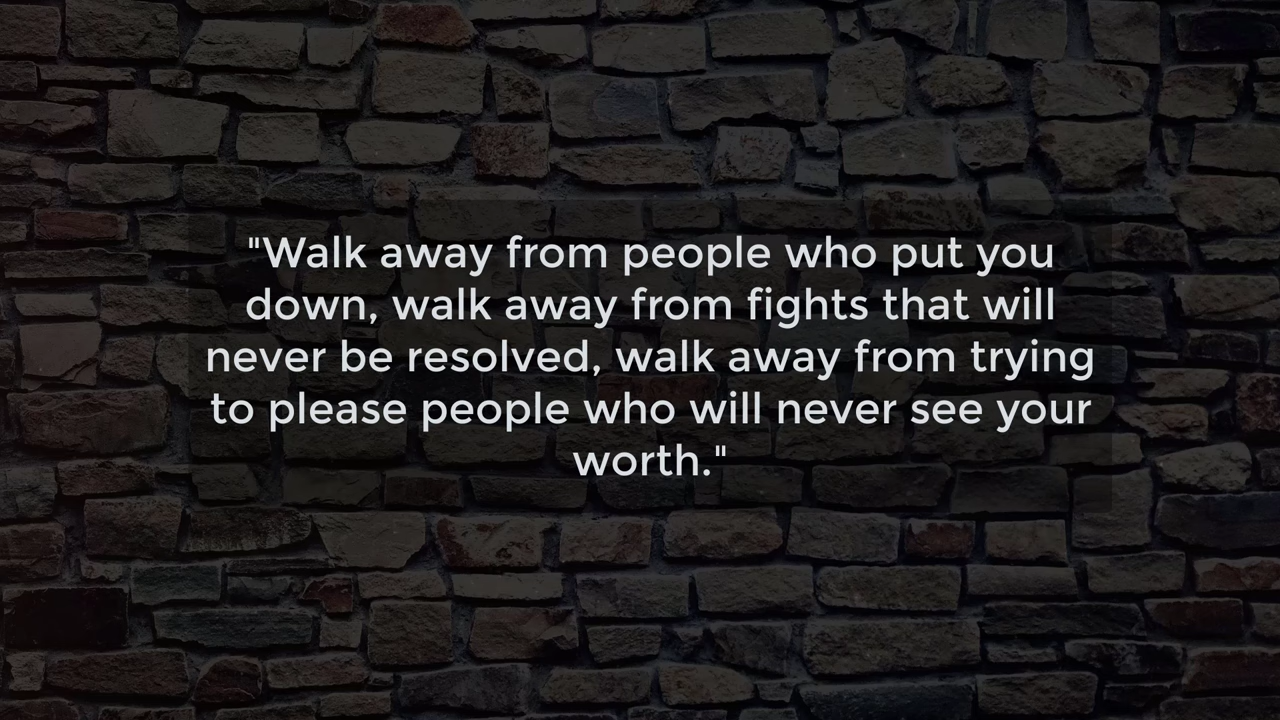 "Walk away from people who put you
down, walk away from fights that will
never be resolved, walk away from trying
to please people who will never see your
worth."